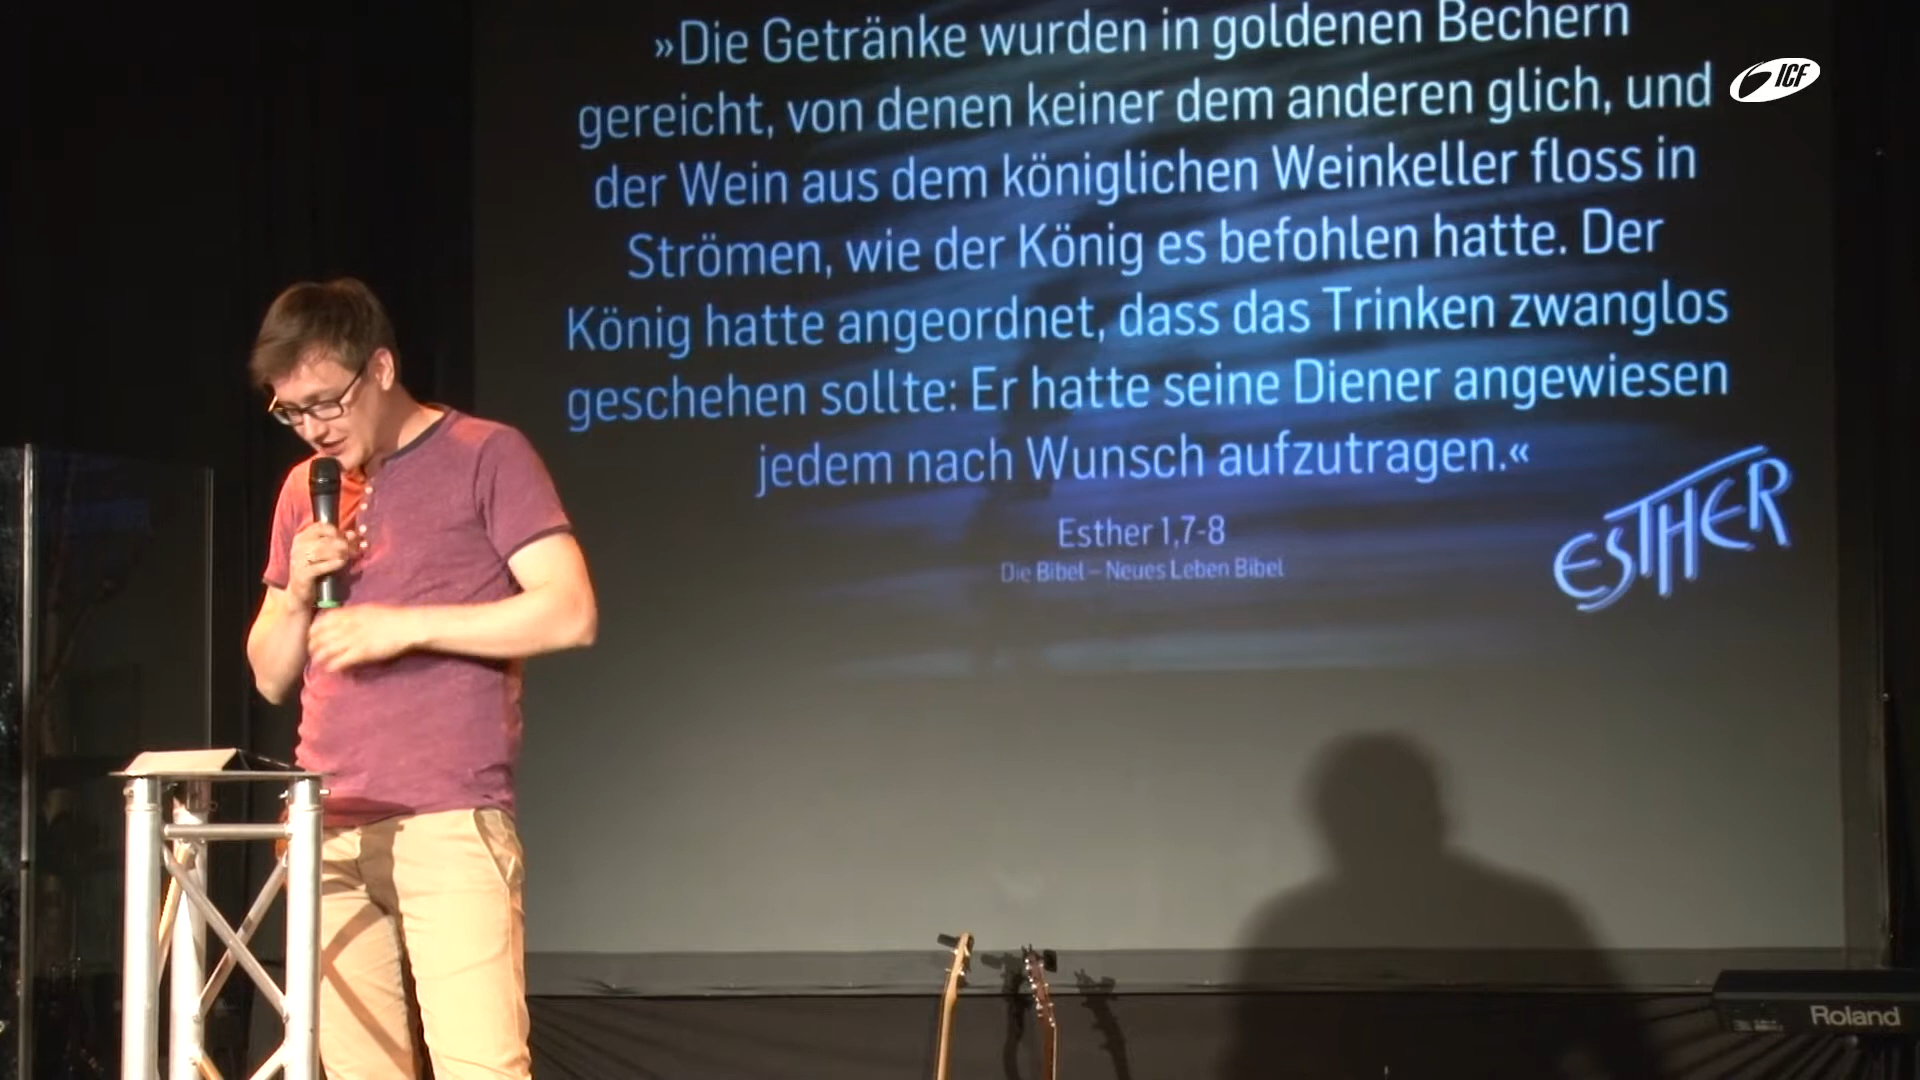 »Die Getränke wurden in goldenen Bechern
gereicht, von denen keiner dem anderen glich, und
der Wein aus dem königlichen Weinkeller floss in
Strömen, wie der König es befohlen hatte. Der
König hatte angeordnet, dass das Trinken zwanglos
geschehen sollte: Er hatte seine Diener angewiesen
jedem nach Wunsch aufzutragen.«
Esther 1,7-8
Die Bibel – Neues Leben Bibel
ESTHER
ICF
Roland